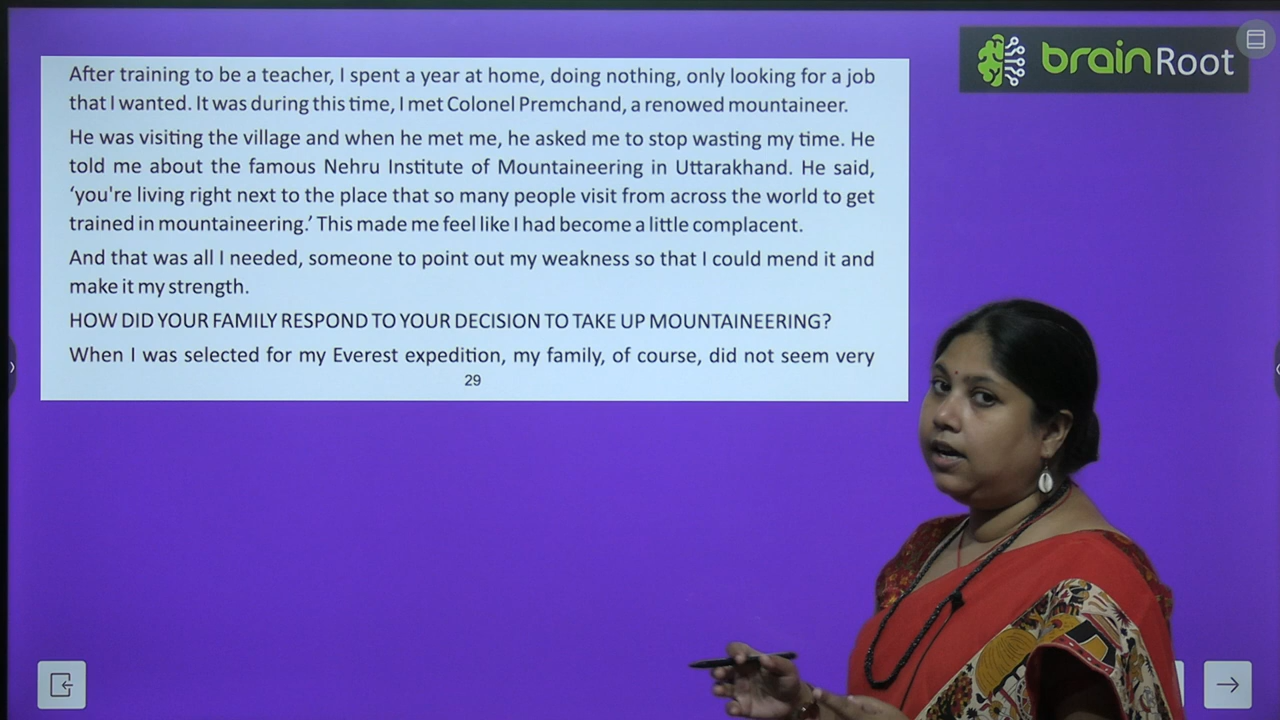 brainRoot
After training to be a teacher, I spent a year at home, doing nothing, only looking for a job
that I wanted. It was during this time, I met Colonel Premchand, a renowed mountaineer.
He was visiting the village and when he met me, he asked me to stop wasting my time. He
told me about the famous Nehru Institute of Mountaineering in Uttarakhand. He said,
‘you're living right next to the place that so many people visit from across the world to get
trained in mountaineering.’ This made me feel like I had become a little complacent.
And that was all I needed, someone to point out my weakness so that I could mend it and
make it my strength.
HOW DID YOUR FAMILY RESPOND TO YOUR DECISION TO TAKE UP MOUNTAINEERING?
When I was selected for my Everest expedition, my family, of course, did not seem very
29